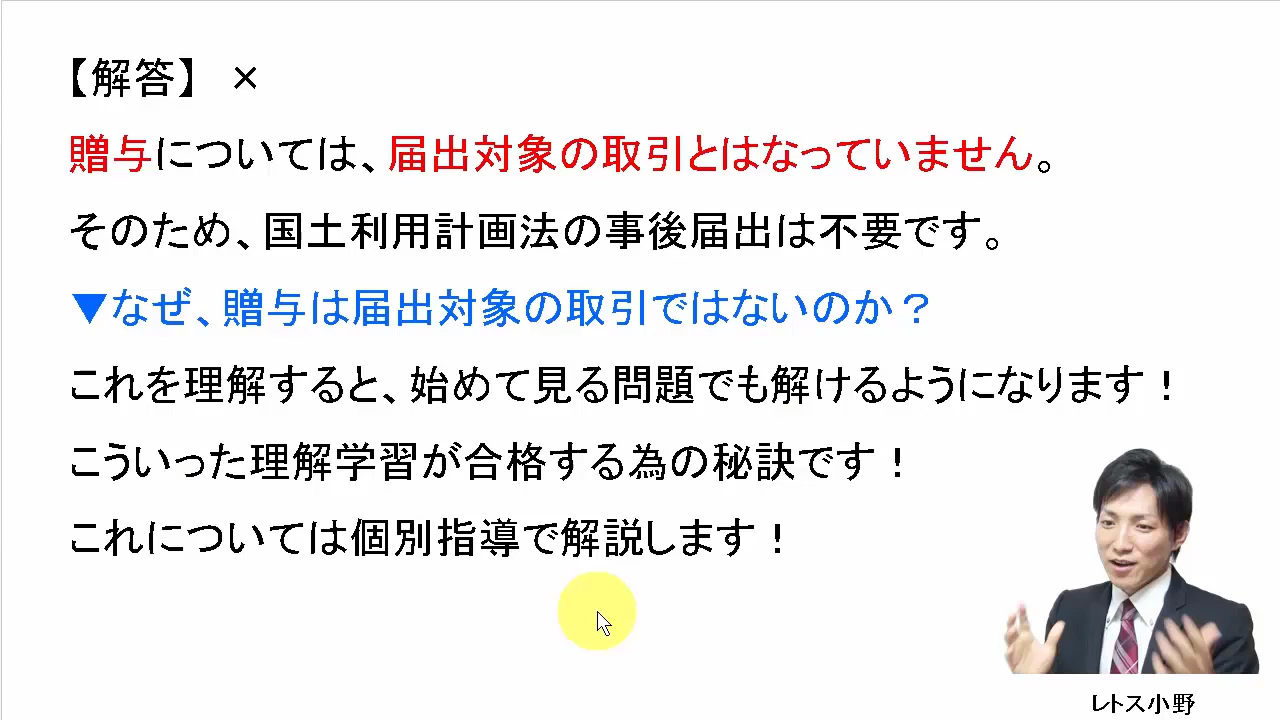 【解答】 ×
贈与については、届出対象の取引とはなっていません。
そのため、国土利用計画法の事後届出は不要です。
▼なぜ、贈与は届出対象の取引ではないのか？
これを理解すると、始めて見る問題でも解けるようになります！
こういった理解学習が合格する為の秘訣です！
これについては個別指導で解説します！
レトス小野